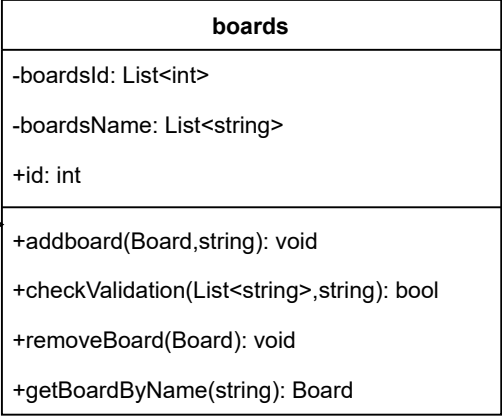 boards
-boardsId: List<int>
-boardsName: List<string>
+id: int
+addboard(Board,string): void
+checkValidation(List<string>,string): bool
+removeBoard(Board): void
+getBoardByName(string): Board